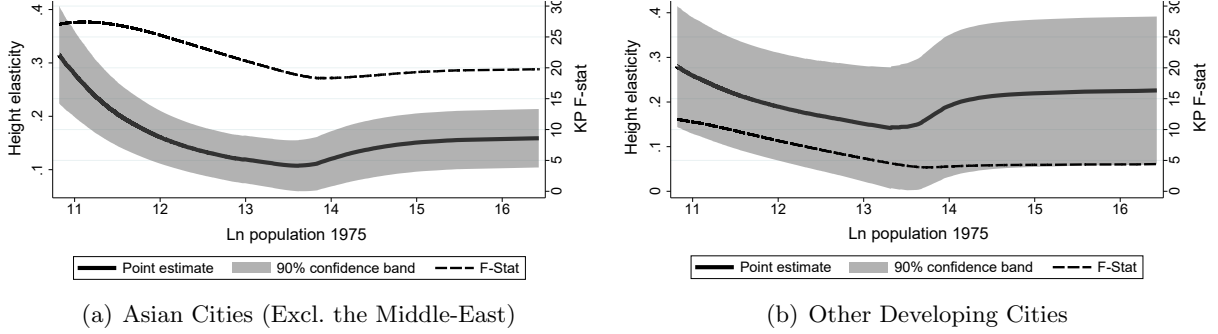 Height elasticity
.4
.3
.2
.1
30
25
20
15
10
5
0
KP F-stat
11 12 13 14 15 16
Ln population 1975
Point estimate 90% confidence band F-Stat
(a) Asian Cities (Excl. the Middle-East)
Height elasticity
.4
.3
.2
.1
0
30
25
20
15
10
5
0
KP F-stat
11 12 13 14 15 16
Ln population 1975
Point estimate 90% confidence band F-Stat
(b) Other Developing Cities